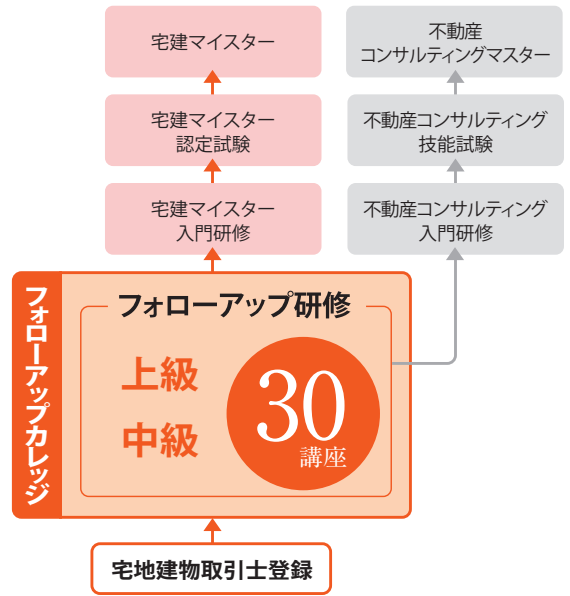 宅建マイスター
不動産
コンサルティングマスター
宅建マイスター
認定試験
不動産コンサルティング
技能試験
宅建マイスター
入門研修
不動産コンサルティング
入門研修
フォローアップカレッジ
フォローアップ研修
上級
中級
30
講座
宅地建物取引士登録